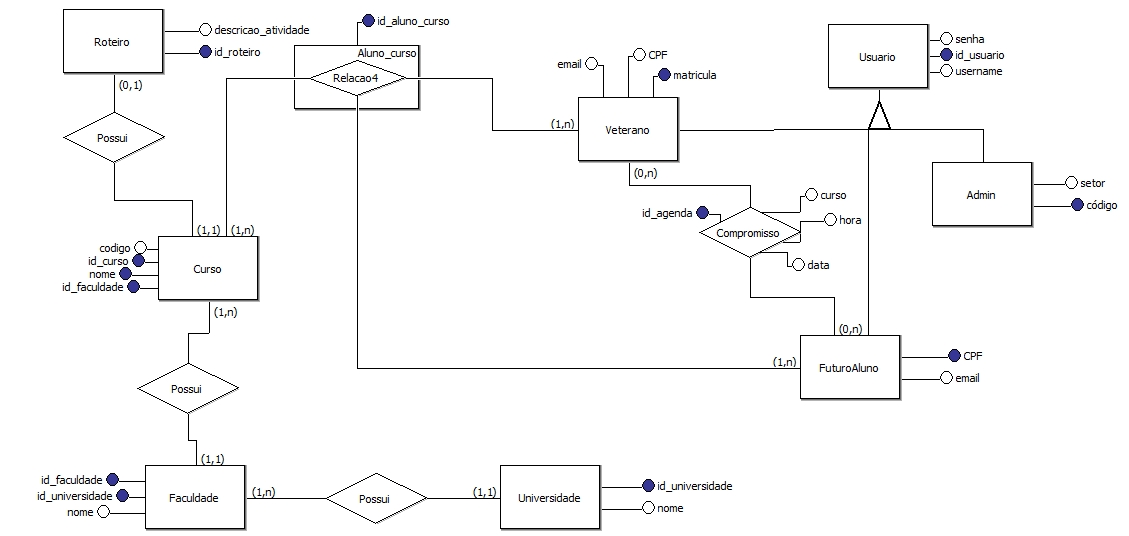 Roteiro
descricao_atividade
id_roteiro
(0,1)
Possui
id_aluno_curso
Aluno_curso
Relacao4
email
CPF
matricula
(1,n)
Veterano
(0,n)
Usuario
senha
id_usuario
username
Admin
setor
código
id_agenda
Compromisso
curso
hora
data
(1,1)
(1,n)
codigo
id_curso
nome
id_faculdade
Curso
(1,n)
(0,n)
(1,n)
FuturoAluno
CPF
email
Possui
(1,1)
id_faculdade
id_universidade
nome
Faculdade
(1,n)
Possui
(1,1)
Universidade
id_universidade
nome